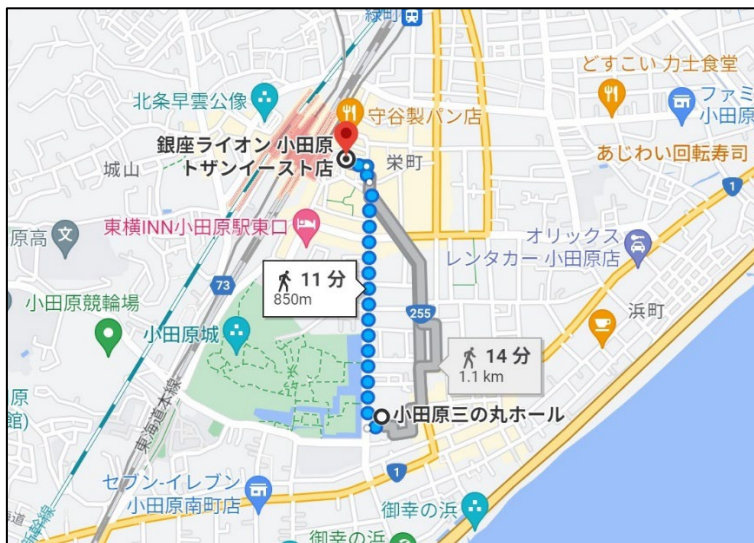 緑町
どすこい 力士食堂
北条早雲公像
守谷製パン店
ファミ
小田原
銀座ライオン 小田原
トザンイースト店
栄町
城山
あじわい回転寿司
1
東横INN小田原駅東口
原高
オリックス
レンタカー 小田原店
73
11 分
850m
255
浜町
小田原競輪場
小田原城
14 分
1.1 km
小田原三の丸ホール
原
館)
東海道本線
1
セブン-イレブン
小田原南町店
御幸の浜
新幹線
御幸の浜